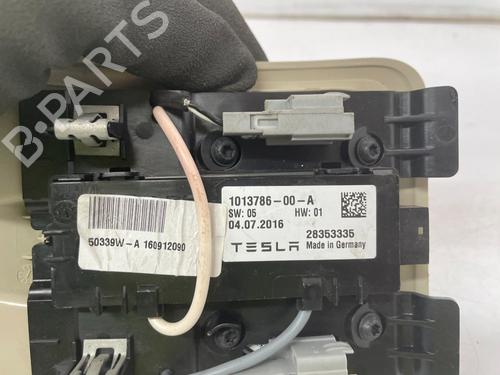 B-PARTS
1013786-00-A
SW: 05 HW: 01
04.07.2016 28353335
TESLA Made in Germany
50339W-A 160912090